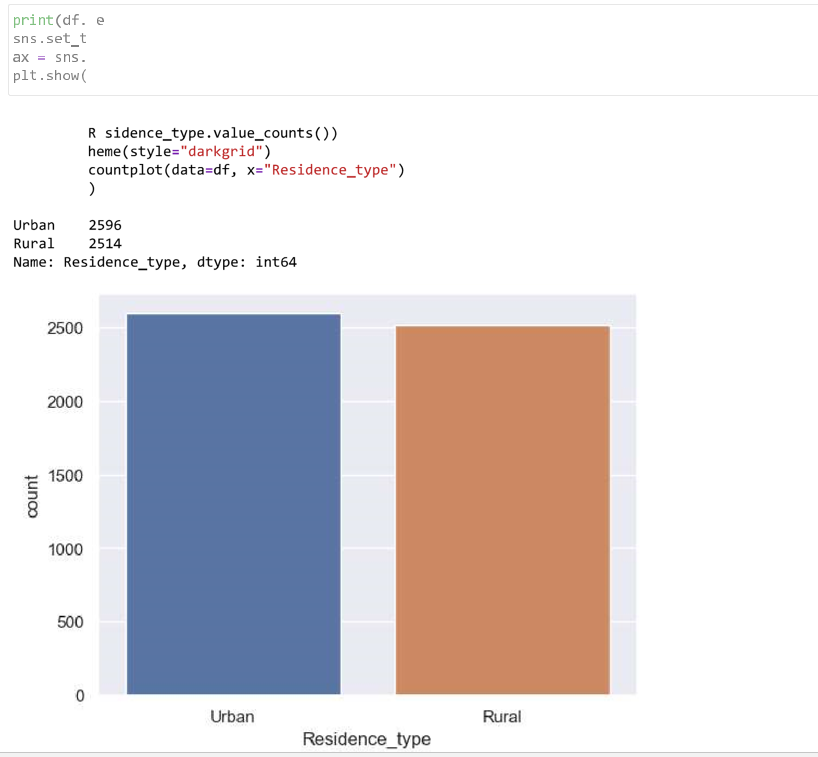 print(df. e
sns.set_t
ax = sns.
plt.show(
R sidence_type.value_counts())
heme(style="darkgrid")
countplot(data=df, x="Residence_type")
)
Urban    2596
Rural    2514
Name: Residence_type, dtype: int64
2500
2000
1500
1000
500
0
count
Urban Rural
Residence_type